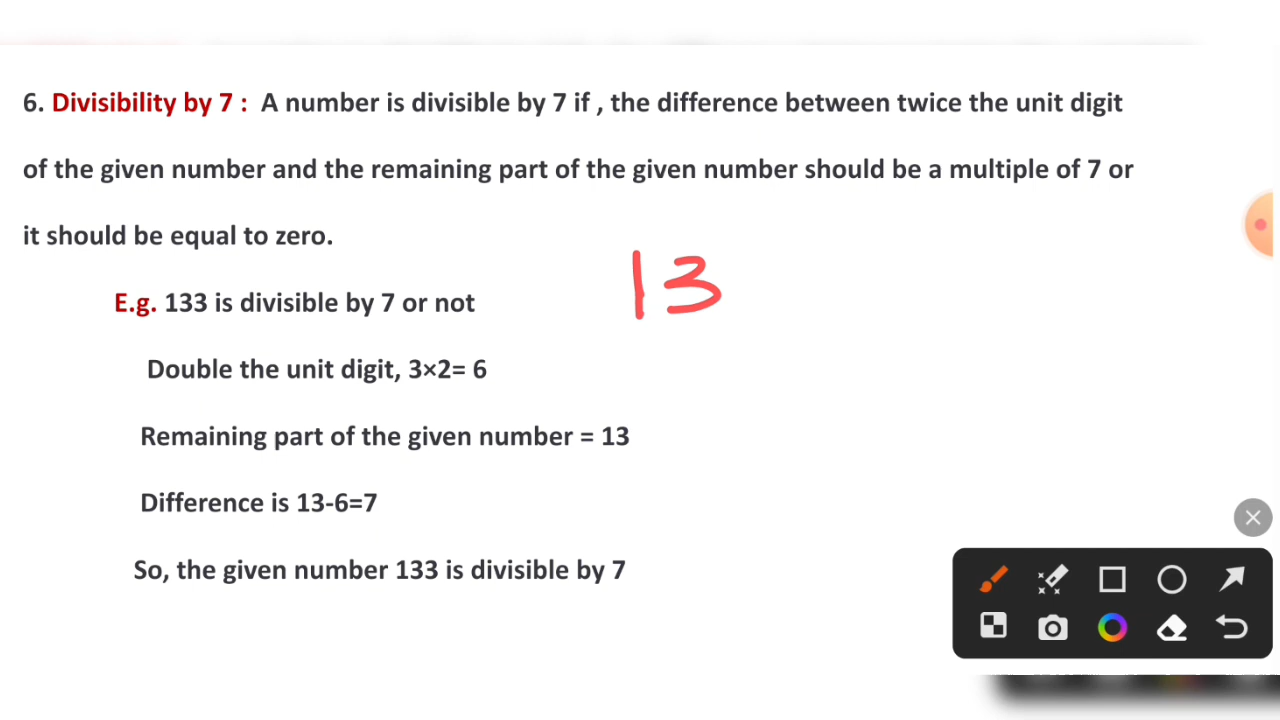 6. Divisibility by 7 : A number is divisible by 7 if , the difference between twice the unit digit
of the given number and the remaining part of the given number should be a multiple of 7 or
it should be equal to zero.
13
E.g. 133 is divisible by 7 or not
Double the unit digit, 3×2= 6
Remaining part of the given number = 13
Difference is 13-6=7
So, the given number 133 is divisible by 7